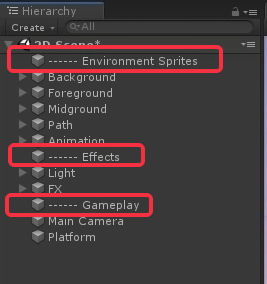 Hierarchy
Create All
2D Scene*
------ Environment Sprites
Background
Foreground
Midground
Path
Animation
------ Effects
Light
FX
------ Gameplay
Main Camera
Platform